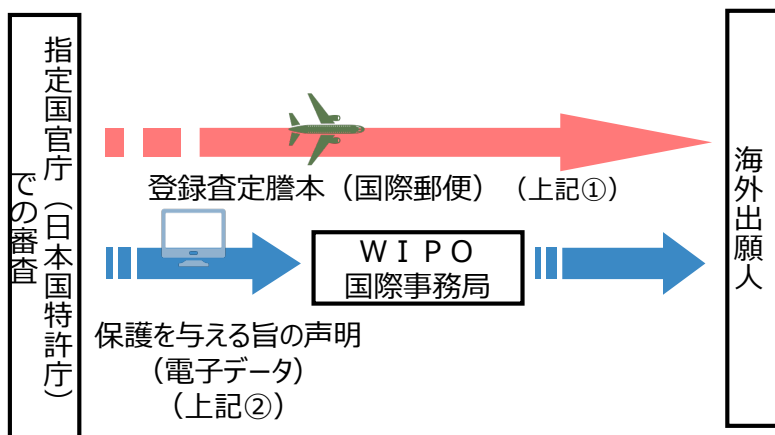 指定国官庁（日本国特許庁）
での審査
登録査定謄本（国際郵便）（上記①）
ＷＩＰＯ
国際事務局
保護を与える旨の声明
（電子データ）
（上記②）
海外出願人